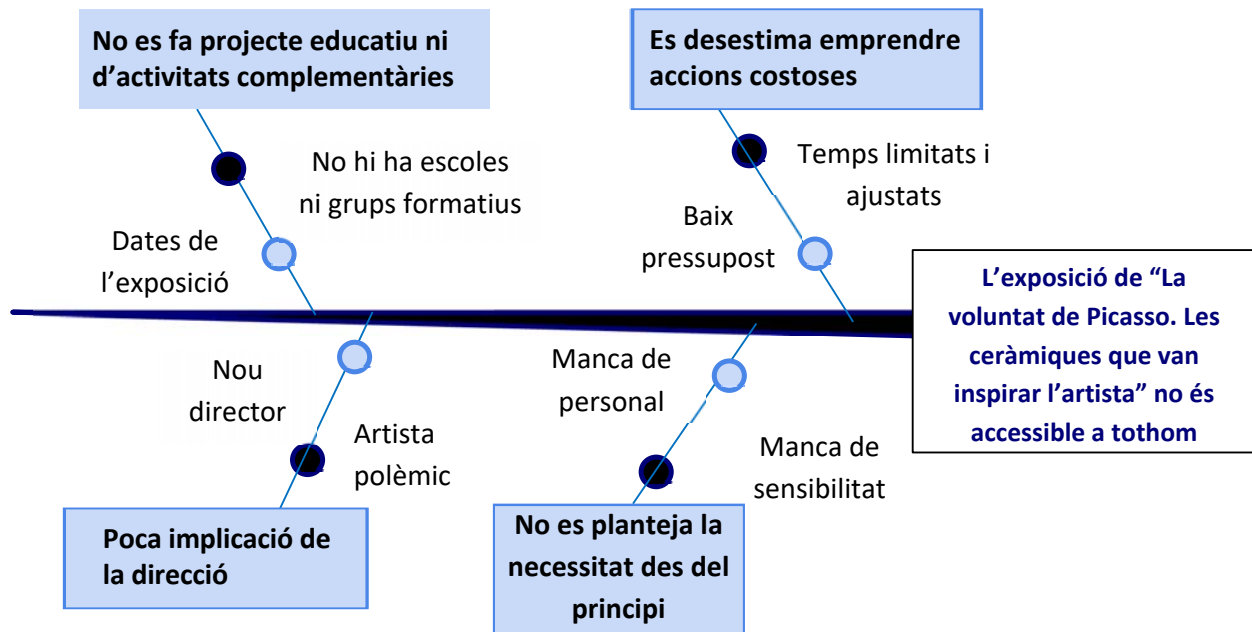 No es fa projecte educatiu ni
d’activitats complementàries
Es desestima emprendre
accions costoses
No hi ha escoles
ni grups formatius
Dates de
l’exposició
Temps limitats i
ajustats
Baix
pressupost
L’exposició de “La
voluntat de Picasso. Les
ceràmiques que van
inspirar l’artista” no és
accessible a tothom
Nou
director
Artista
polèmic
Manca de
personal
Manca de
sensibilitat
Poca implicació de
la direcció
No es planteja la
necessitat des del
principi